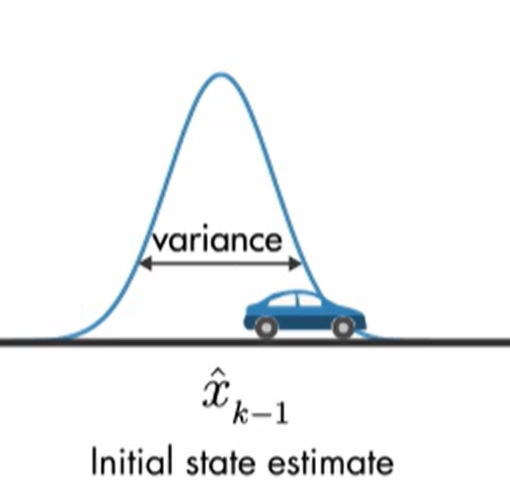 variance
x̂ₖ₋₁
Initial state estimate